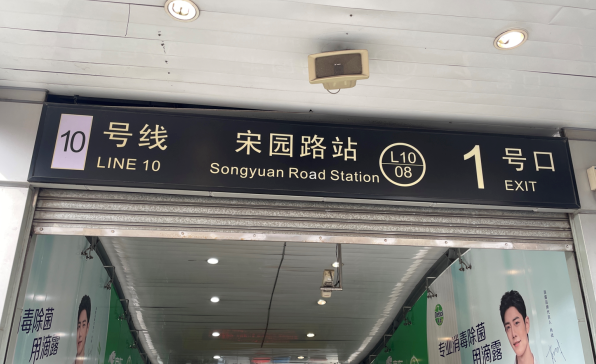 10 号线
LINE 10
宋园路站
Songyuan Road Station
L10
08
1 号口
EXIT
毒除菌
用滴露
专业消毒除菌
用滴露